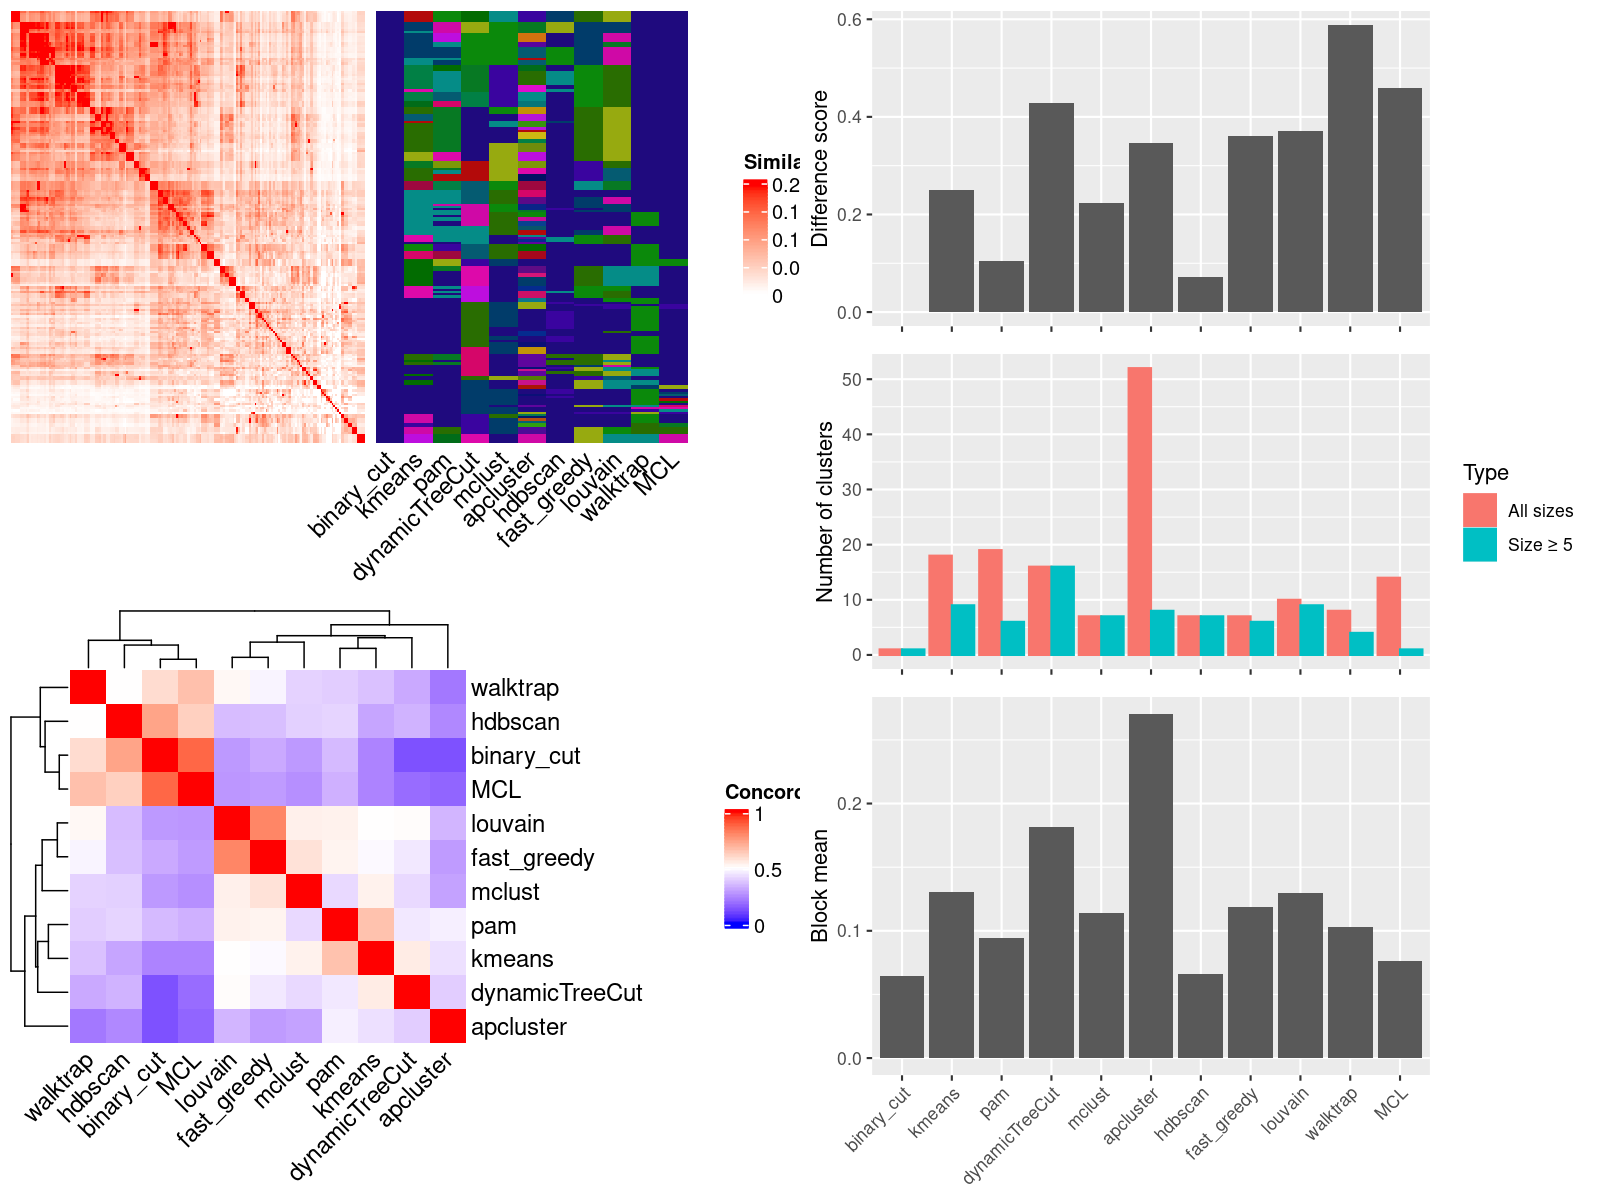 Simila
0.2
0.1
0.1
0.0
0
binary_cut
kmeans
pam
dynamicTreeCut
mclust
apcluster
hdbscan
fast_greedy
louvain
walktrap
MCL
walktrap
hdbscan
binary_cut
MCL
louvain
fast_greedy
mclust
pam
kmeans
dynamicTreeCut
apcluster
walktrap
hdbscan
binary_cut
MCL
louvain
fast_greedy
mclust
pam
kmeans
dynamicTreeCut
apcluster
Concord
1
0.5
0
Difference score
0.6
0.4
0.2
0.0
Number of clusters
50
40
30
20
10
0
Type
All sizes
Size ≥ 5
Block mean
0.2
0.1
0.0
binary_cut
kmeans
pam
dynamicTreeCut
mclust
apcluster
hdbscan
fast_greedy
louvain
walktrap
MCL